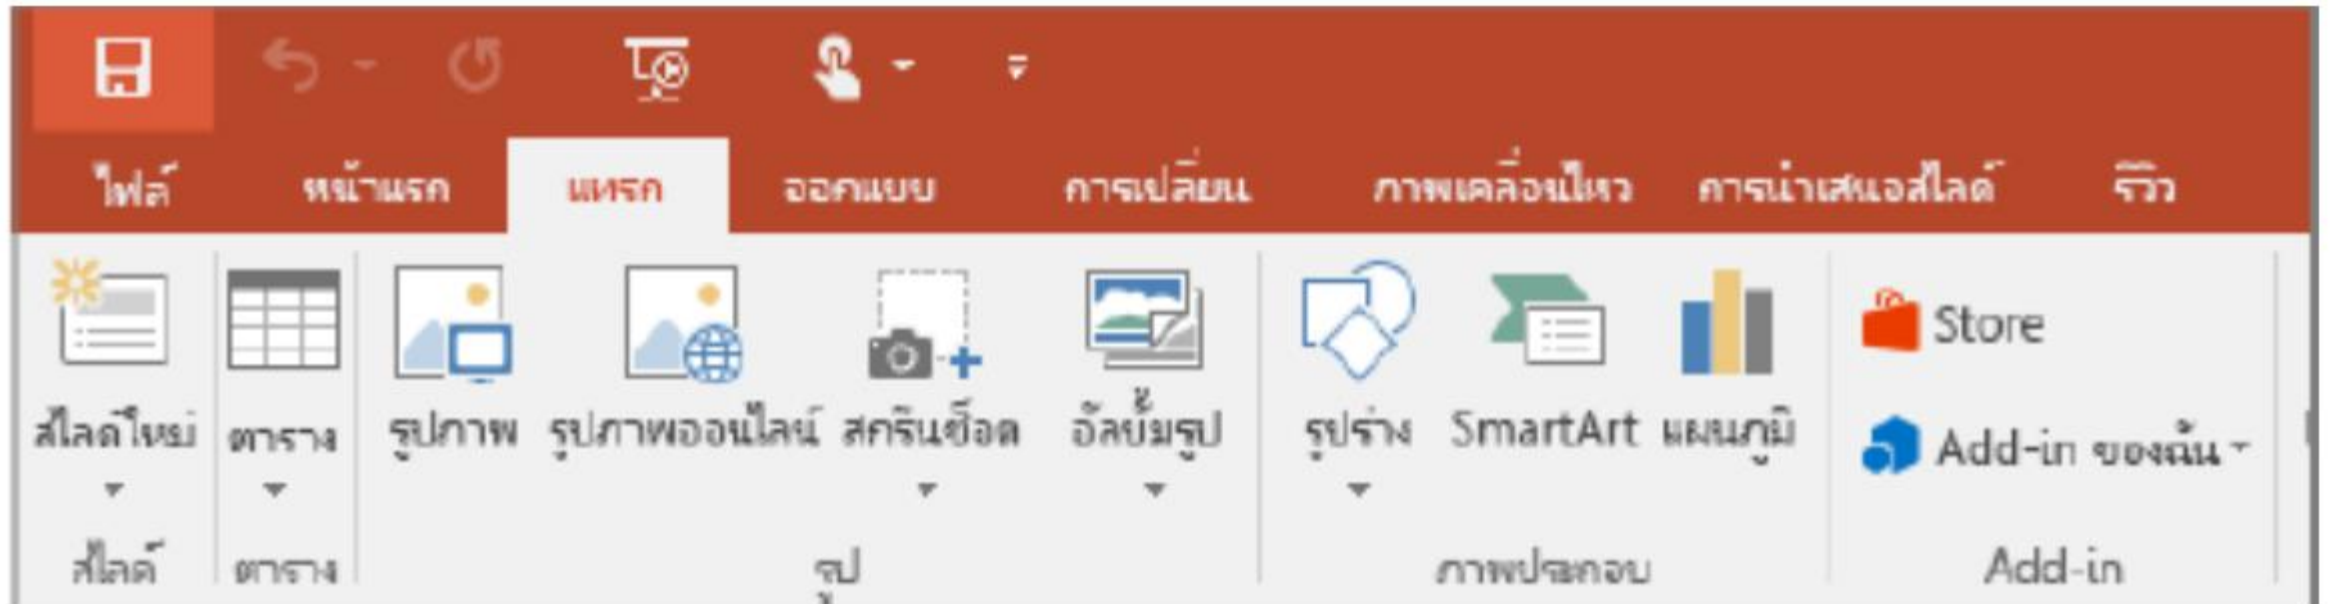 ไฟล์ หน้าแรก แทรก ออกแบบ การเปลี่ยน ภาพเคลื่อนไหว การนำเสนอสไลด์ รีวิว
Store
สไลด์ใหม่ ตาราง รูปภาพ รูปภาพออนไลน์ สกรีนช็อต อัลบั้มรูป รูปร่าง SmartArt แผนภูมิ Add-in ของฉัน
สไลด์ ตาราง รูป ภาพประกอบ Add-in